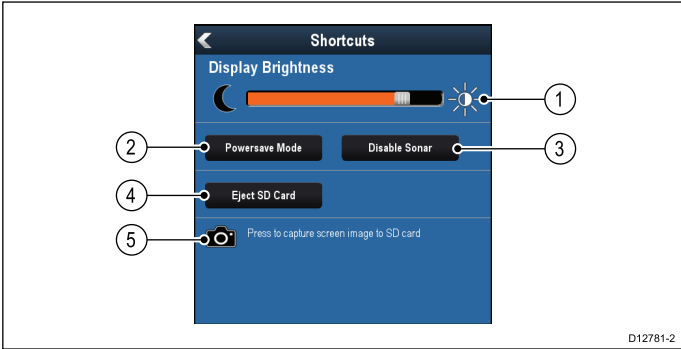 Shortcuts
Display Brightness
1
2 Powersave Mode Disable Sonar 3
4 Eject SD Card
5 Press to capture screen image to SD card
D12781-2